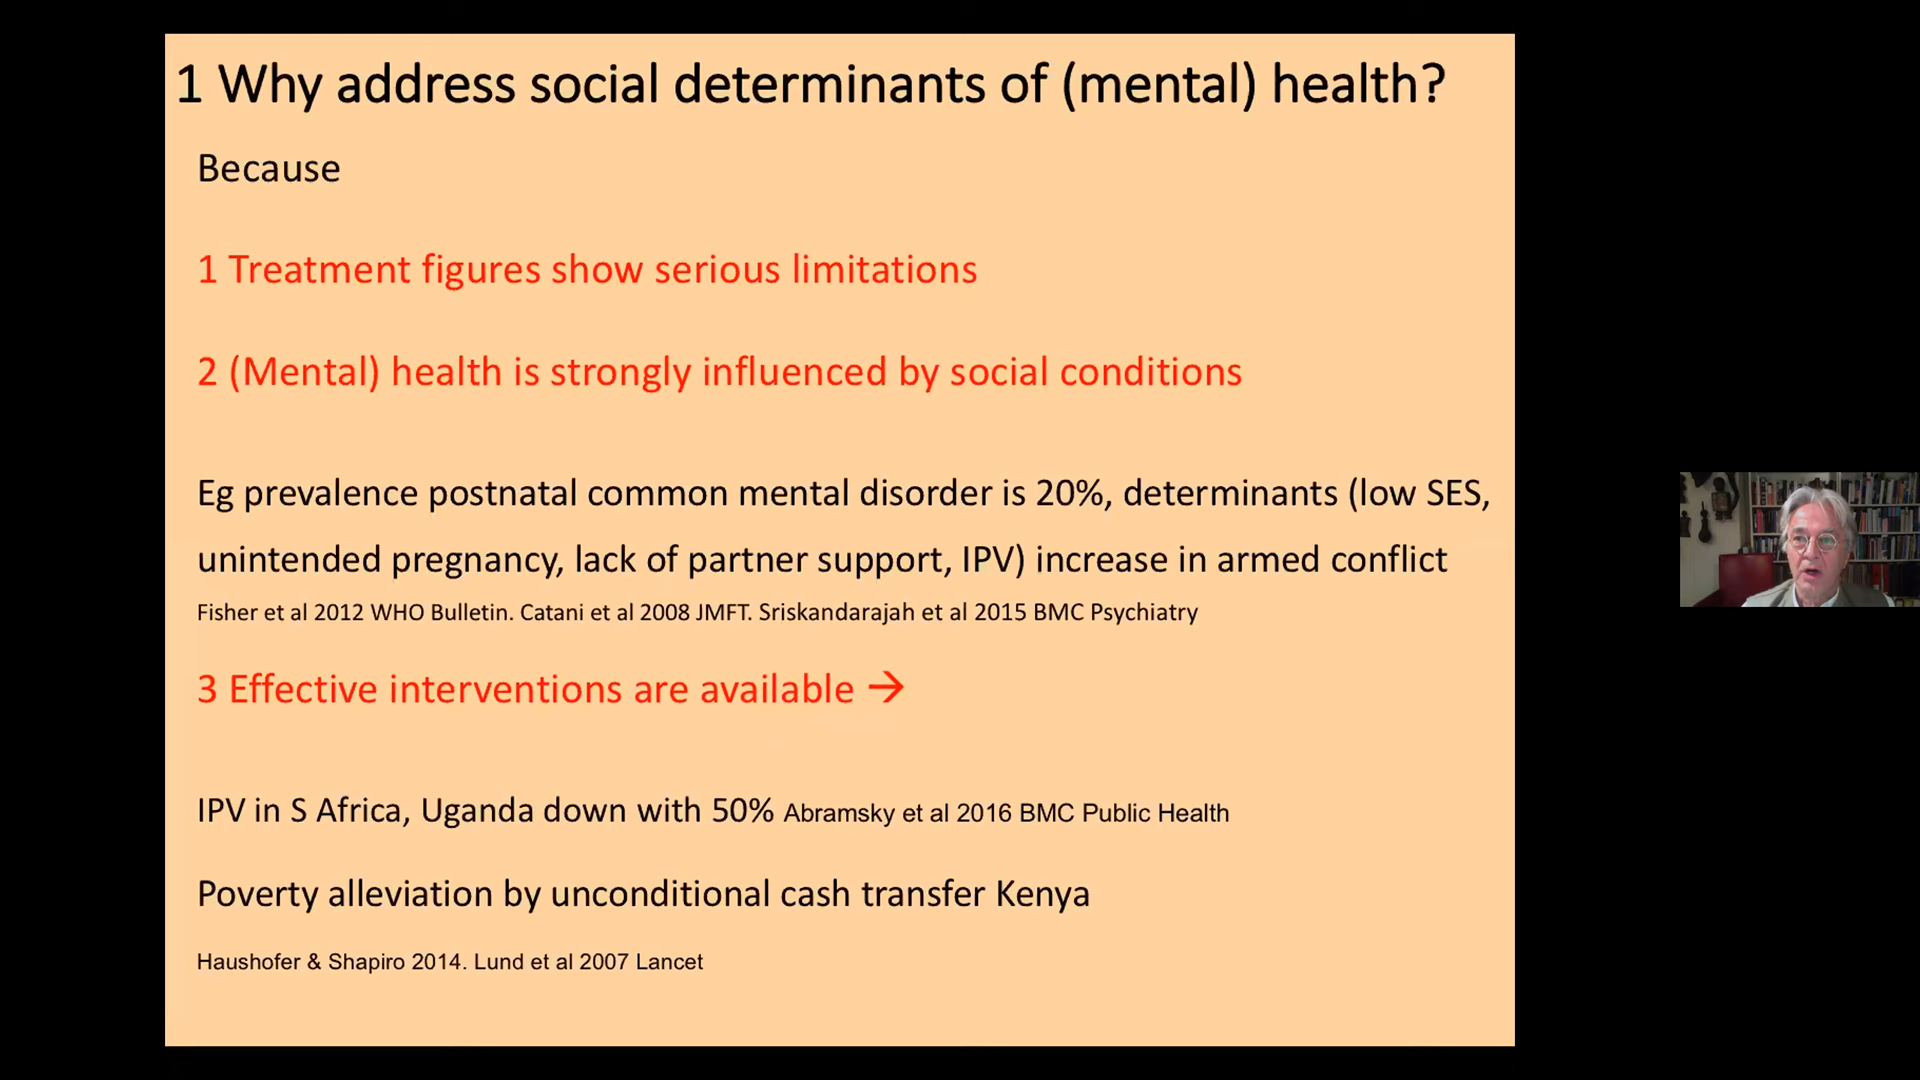 1 Why address social determinants of (mental) health?
Because
1 Treatment figures show serious limitations
2 (Mental) health is strongly influenced by social conditions
Eg prevalence postnatal common mental disorder is 20%, determinants (low SES,
unintended pregnancy, lack of partner support, IPV) increase in armed conflict
Fisher et al 2012 WHO Bulletin. Catani et al 2008 JMFT. Sriskandarajah et al 2015 BMC Psychiatry
3 Effective interventions are available →
IPV in S Africa, Uganda down with 50% Abramsky et al 2016 BMC Public Health
Poverty alleviation by unconditional cash transfer Kenya
Haushofer & Shapiro 2014. Lund et al 2007 Lancet